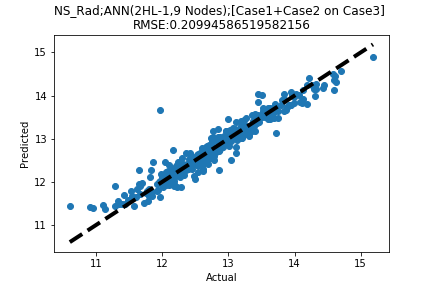 NS_Rad;ANN(2HL-1,9 Nodes);[Case1+Case2 on Case3]
RMSE:0.20994586519582156
15
14
13
12
11
Predicted
11
12
13
14
15
Actual